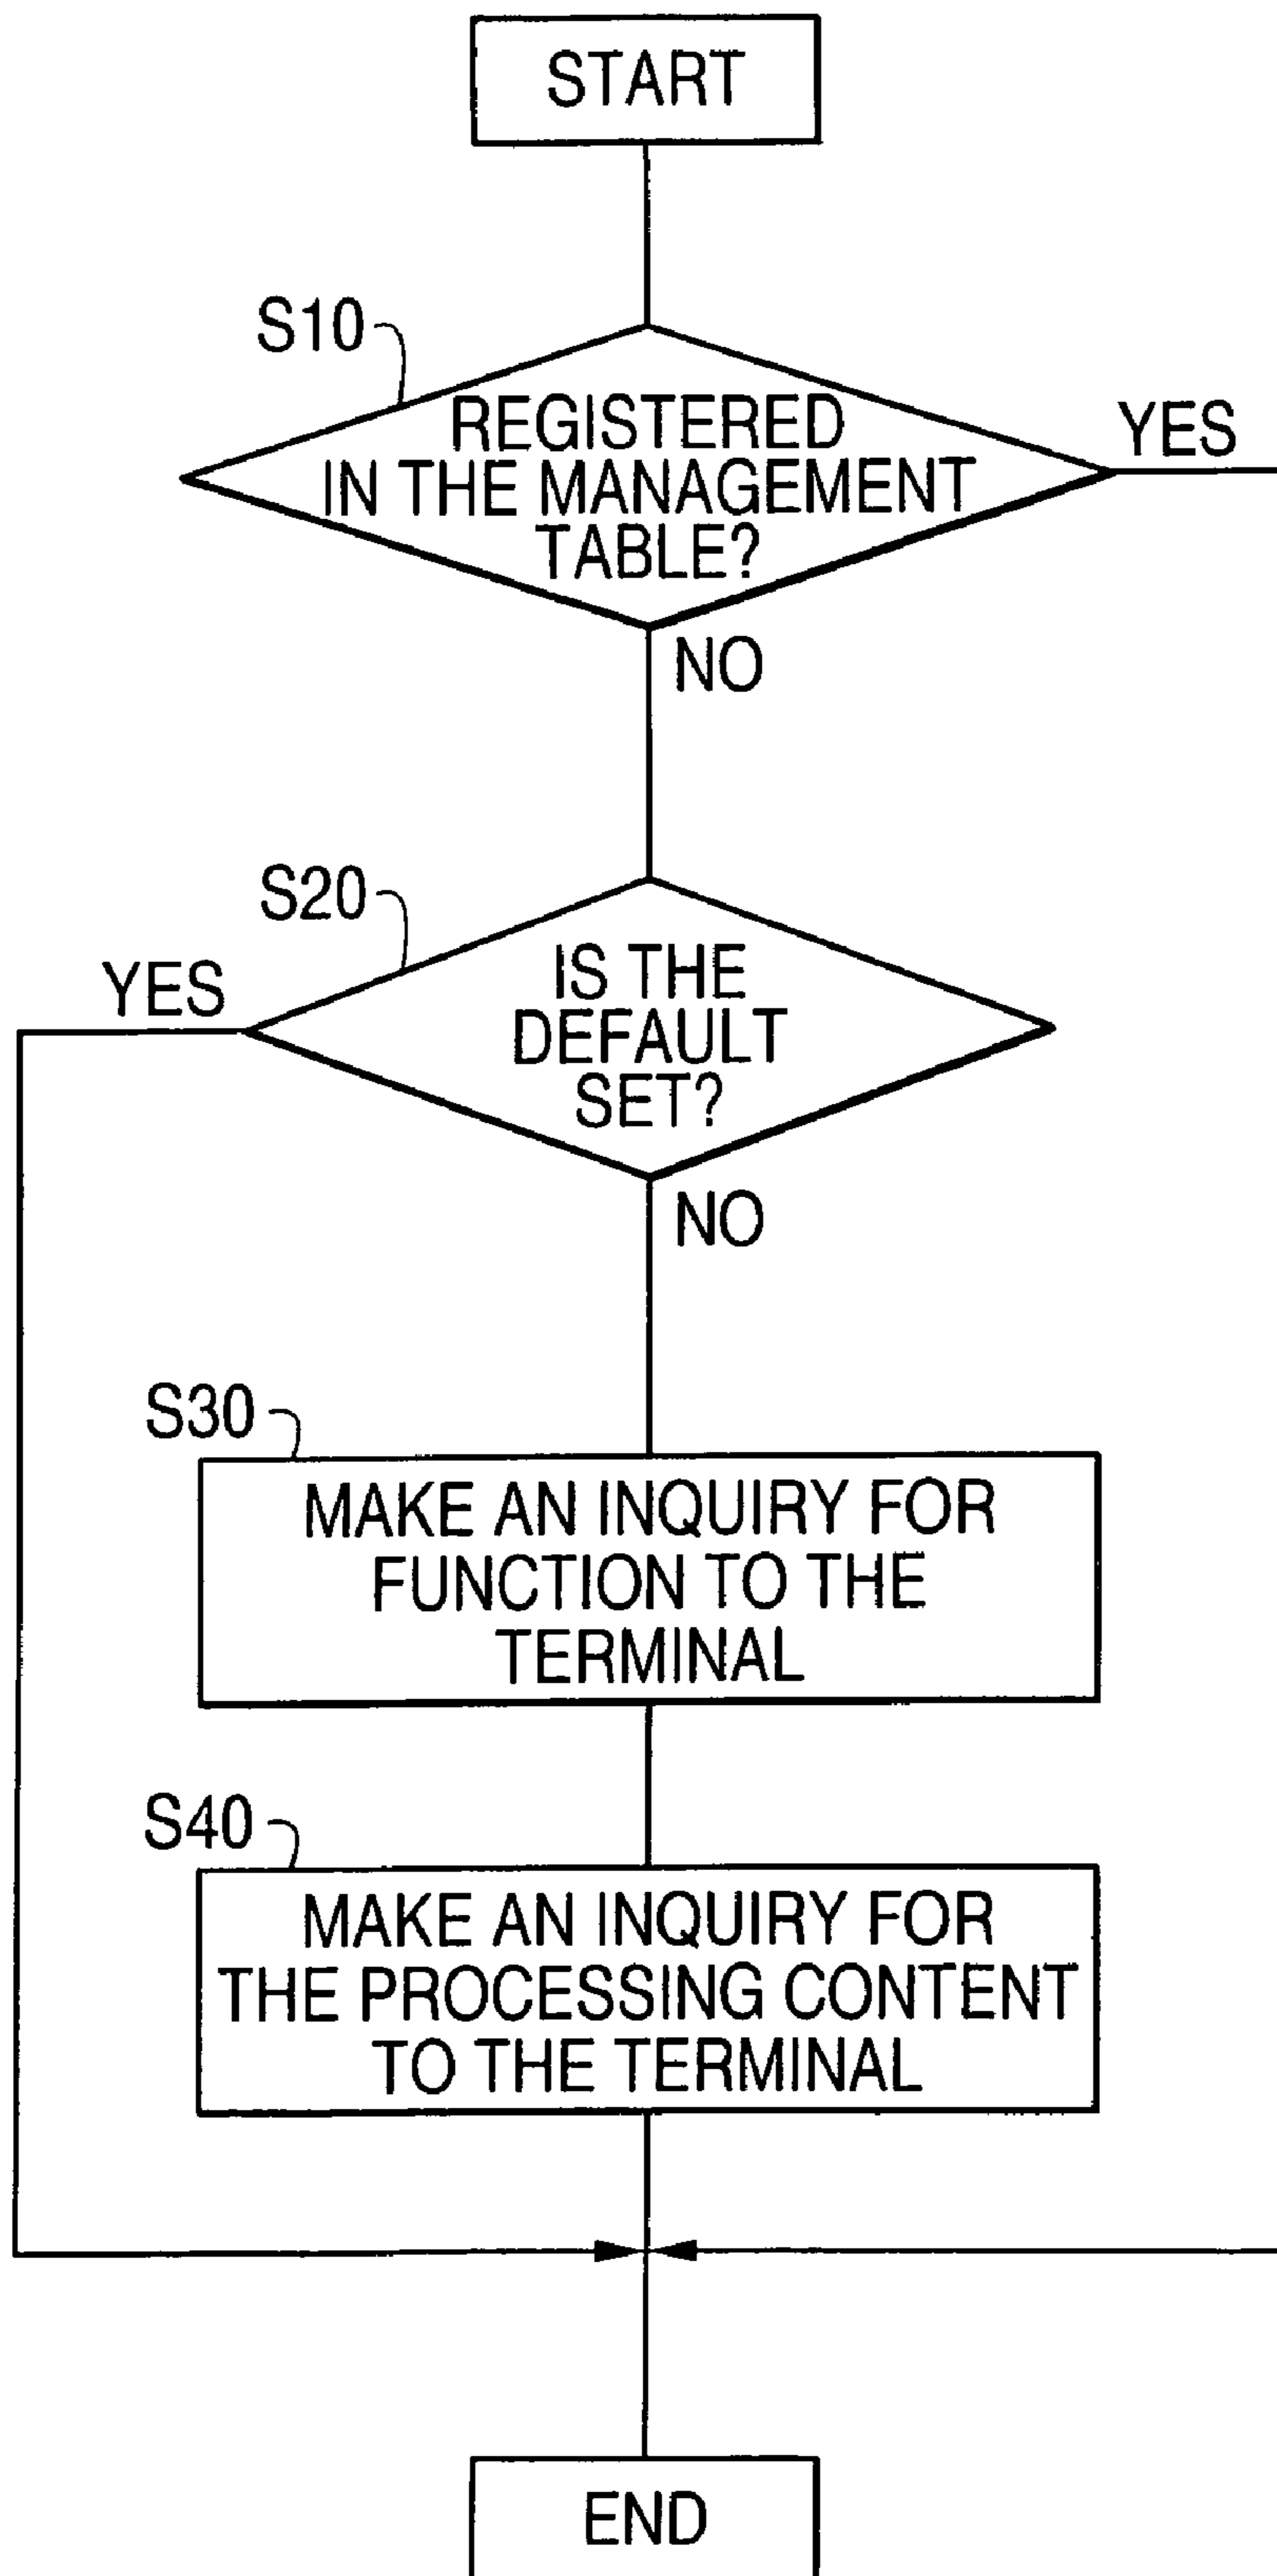 START
S10
REGISTERED
IN THE MANAGEMENT
TABLE?
YES
NO
S20
YES
IS THE
DEFAULT
SET?
NO
S30
MAKE AN INQUIRY FOR
FUNCTION TO THE
TERMINAL
S40
MAKE AN INQUIRY FOR
THE PROCESSING CONTENT
TO THE TERMINAL
END